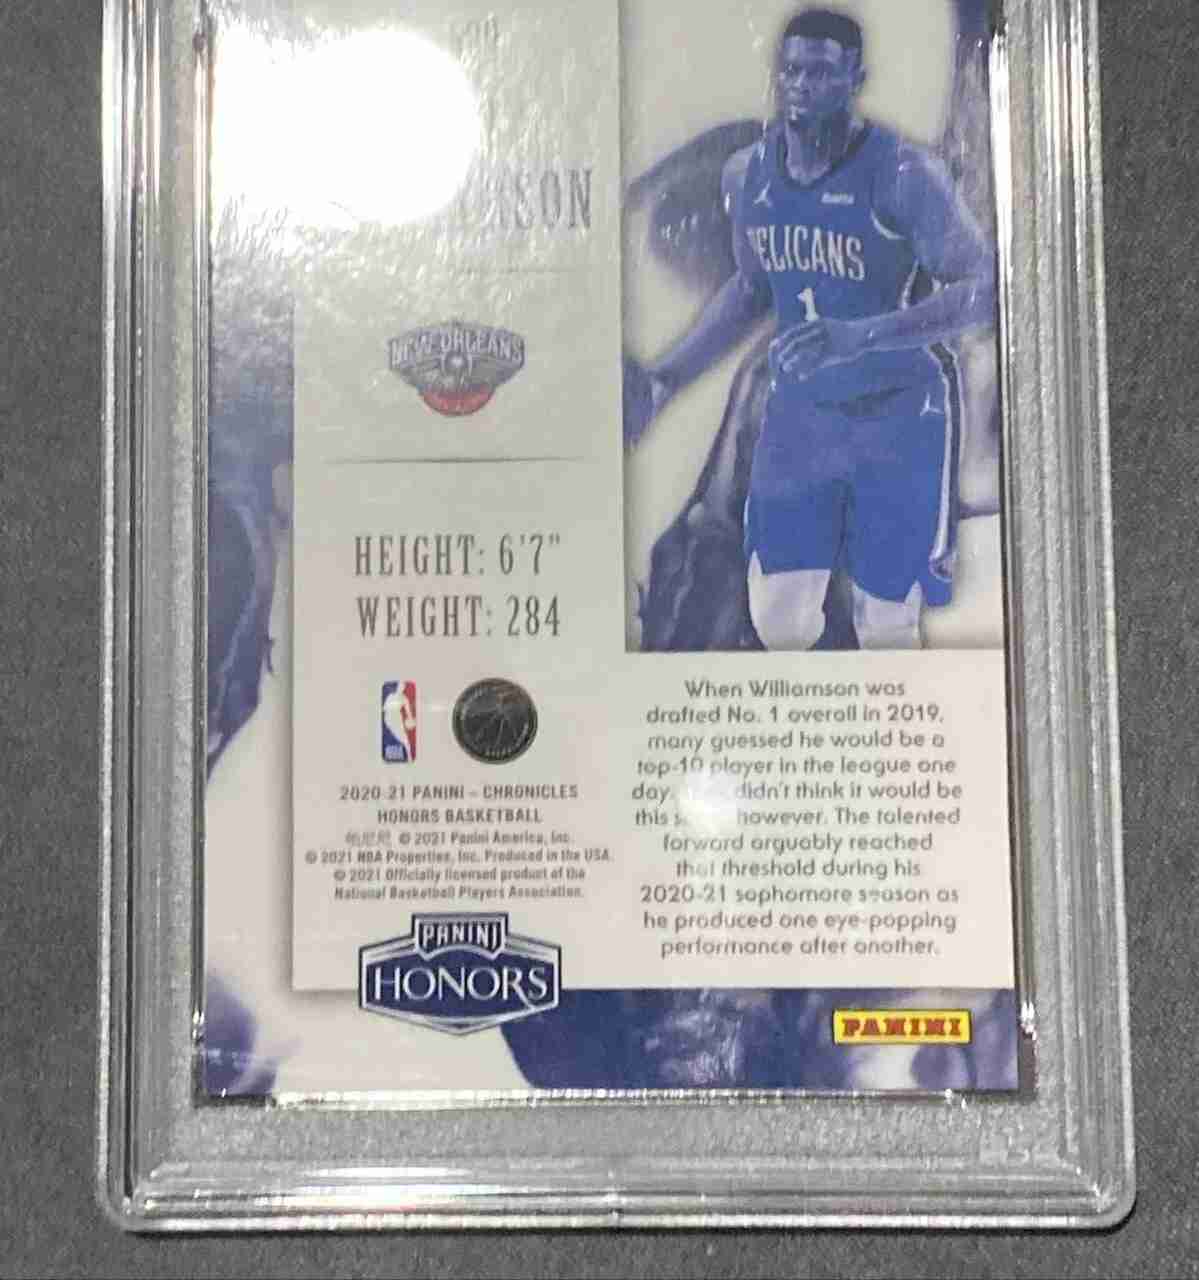 PELICANS
1
NEW ORLEANS
HEIGHT: 6'7"
WEIGHT: 284
NBA
2020-21 PANINI - CHRONICLES
HONORS BASKETBALL
© 2021 Panini America, Inc.
© 2021 NBA Properties, Inc. Produced in the USA.
© 2021 Officially licensed product of the
National Basketball Players Association.
PANINI
HONORS
When Williamson was
drafted No. 1 overall in 2019,
many guessed he would be a
top-10 player in the league one
day. didn't think it would be
this however. The talented
forward arguably reached
that threshold during his
2020-21 sophomore season as
he produced one eye-popping
performance after another.
PANINI